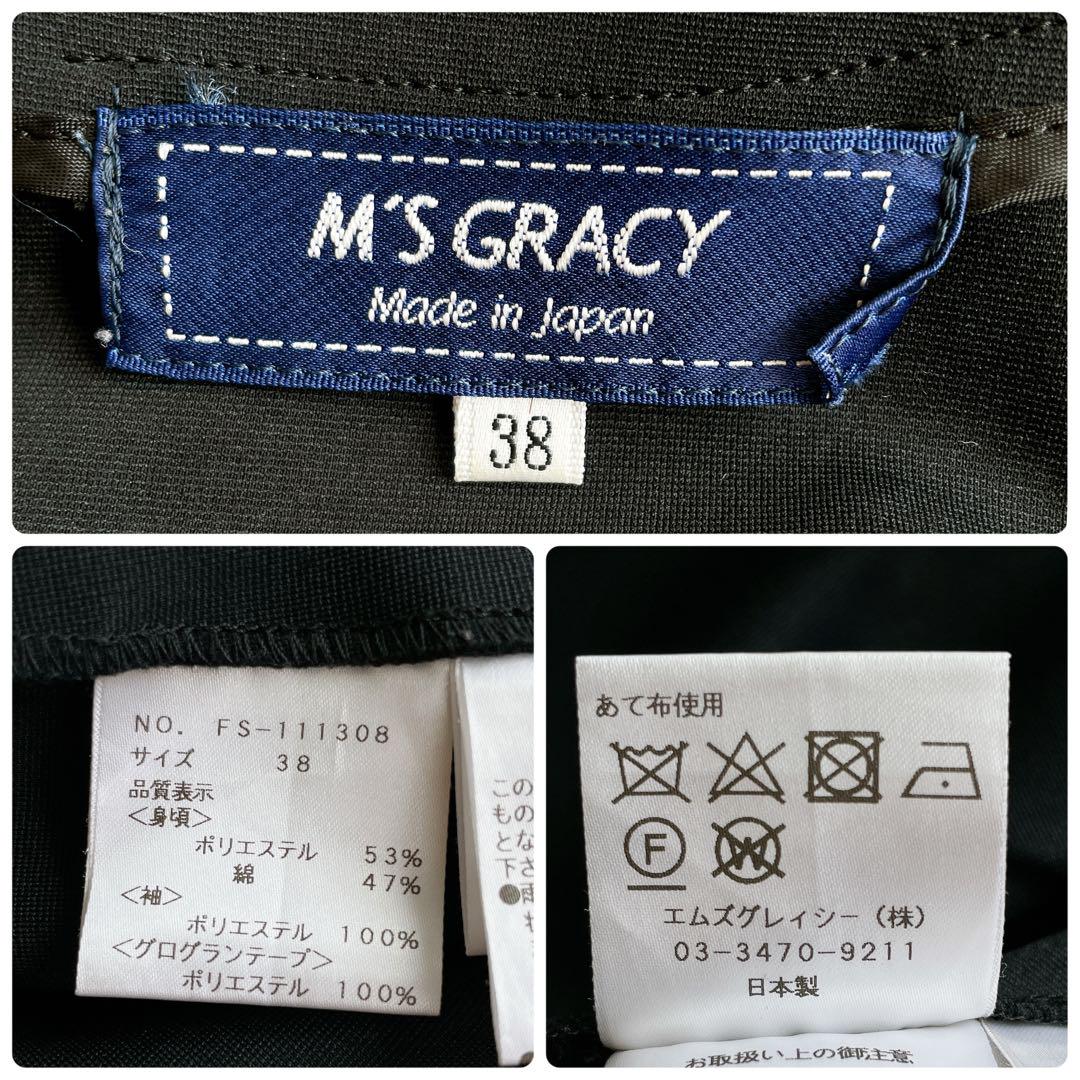 M'S GRACY
Made in Japan
38
NO. FS-111308
サイズ 38
品質表示
<身頃>
ポリエステル 53%
綿 47%
<袖>
ポリエステル 100%
<グログランテープ>
ポリエステル 100%
この
もの
とな
下さ
●雨
あて布使用
F
W
エムズグレイシー(株)
03-3470-9211
日本製
お取扱い上の御注意